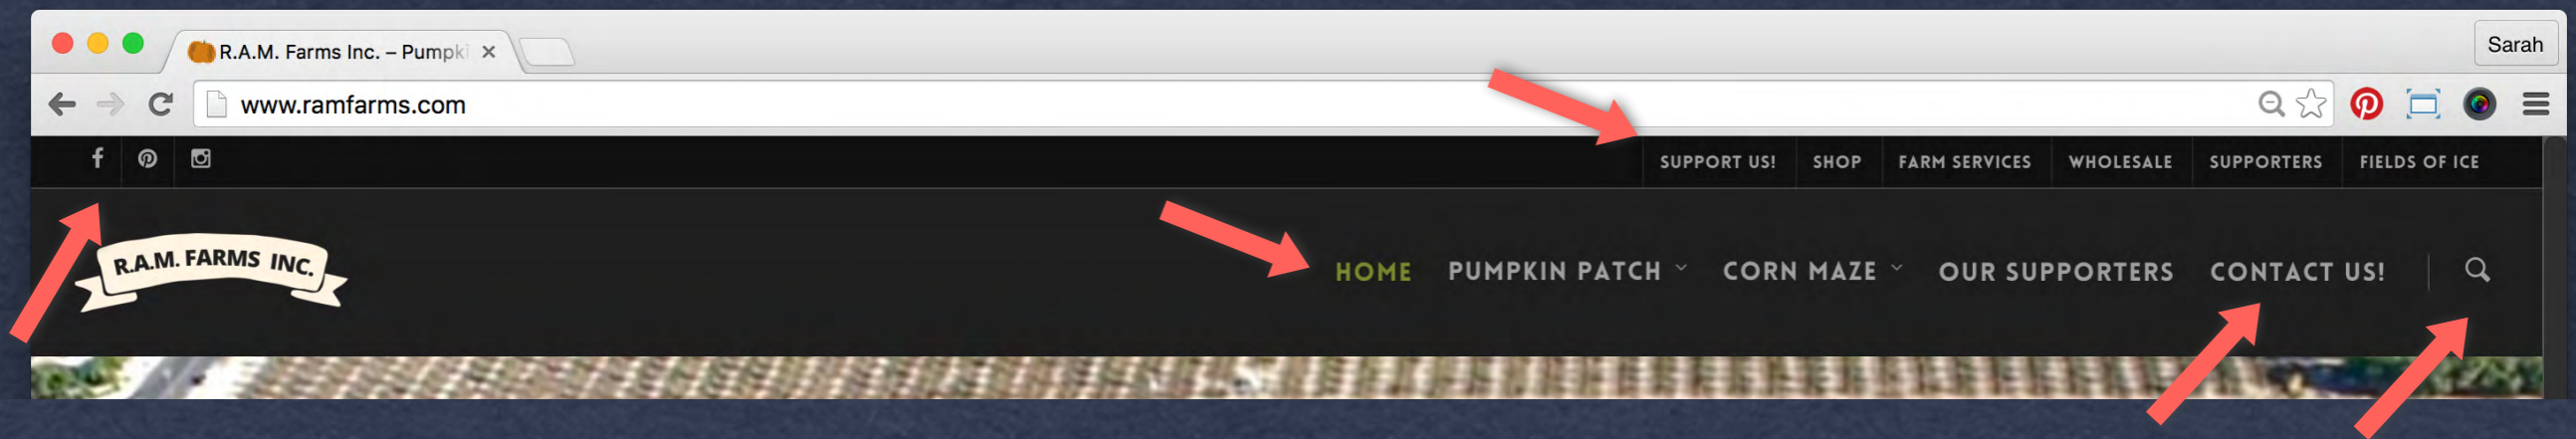 R.A.M. Farms Inc. – Pumpki
Sarah
www.ramfarms.com
SUPPORT US! SHOP FARM SERVICES WHOLESALE SUPPORTERS FIELDS OF ICE
R.A.M. FARMS INC.
HOME PUMPKIN PATCH CORN MAZE OUR SUPPORTERS CONTACT US!